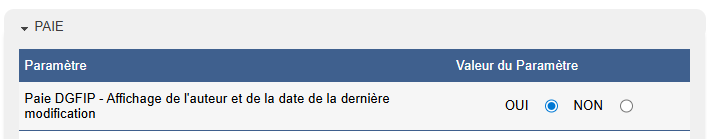 PAIE
Paramètre Valeur du Paramètre
Paie DGFIP - Affichage de l'auteur et de la date de la dernière
modification
OUI NON